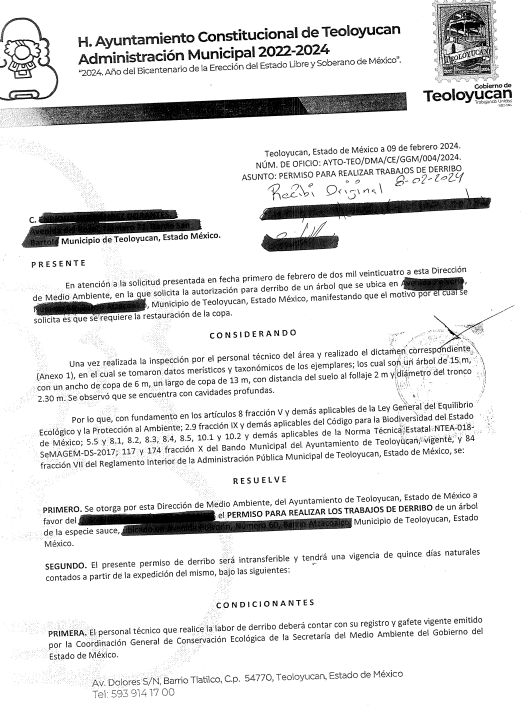 H. Ayuntamiento Constitucional de Teoloyucan
Administración Municipal 2022-2024
"2024. Año del Bicentenario de la Erección del Estado Libre y Soberano de México".
TEOLOYUCAN
Gobierno de
Teoloyucan
Trabajando Unidos
Teoloyucan, Estado de México a 09 de febrero 2024.
NÚM. DE OFICIO: AYTO-TEO/DMA/CE/GGM/004/2024.
ASUNTO: PERMISO PARA REALIZAR TRABAJOS DE DERRIBO
Recibi Original 8-02-2024
C.
Municipio de Teoloyucan, Estado México.
P R E S E N T E
En atención a la solicitud presentada en fecha primero de febrero de dos mil veinticuatro a esta Dirección
de Medio Ambiente, en la que solicita la autorización para derribo de un árbol que se ubica en
Municipio de Teoloyucan, Estado México, manifestando que el motivo por el cual se
solicita es que se requiere la restauración de la copa.
C O N S I D E R A N D O
Una vez realizada la inspección por el personal técnico del área y realizado el dictamen correspondiente
(Anexo 1), en el cual se tomaron datos merísticos y taxonómicos de los ejemplares; los cual son un árbol de 15 m,
con un ancho de copa de 6 m, un largo de copa de 13 m, con distancia del suelo al follaje 2 m y diámetro del tronco
2.30 m. Se observó que se encuentra con cavidades profundas.
Por lo que, con fundamento en los artículos 8 fracción V y demás aplicables de la Ley General del Equilibrio
Ecológico y la Protección al Ambiente; 2.9 fracción IX y demás aplicables del Código para la Biodiversidad del Estado
de México; 5.5 y 8.1, 8.2, 8.3, 8.4, 8.5, 10.1 y 10.2 y demás aplicables de la Norma Técnica Estatal NTEA-018-
SeMAGEM-DS-2017; 117 y 174 fracción X del Bando Municipal del Ayuntamiento de Teoloyucan, vigente, y 84
fracción VII del Reglamento Interior de la Administración Pública Municipal de Teoloyucan, Estado de México, se:
R E S U E L V E
PRIMERO. Se otorga por esta Dirección de Medio Ambiente, del Ayuntamiento de Teoloyucan, Estado de México a
favor del el PERMISO PARA REALIZAR LOS TRABAJOS DE DERRIBO de un árbol
de la especie sauce, Municipio de Teoloyucan, Estado
México.
SEGUNDO. El presente permiso de derribo será intransferible y tendrá una vigencia de quince días naturales
contados a partir de la expedición del mismo, bajo las siguientes:
C O N D I C I O N A N T E S
PRIMERA. El personal técnico que realice la labor de derribo deberá contar con su registro y gafete vigente emitido
por la Coordinación General de Conservación Ecológica de la Secretaría del Medio Ambiente del Gobierno del
Estado de México.
Av. Dolores S/N, Barrio Tlatilco, C.p. 54770, Teoloyucan, Estado de México
Tel: 593 914 17 00